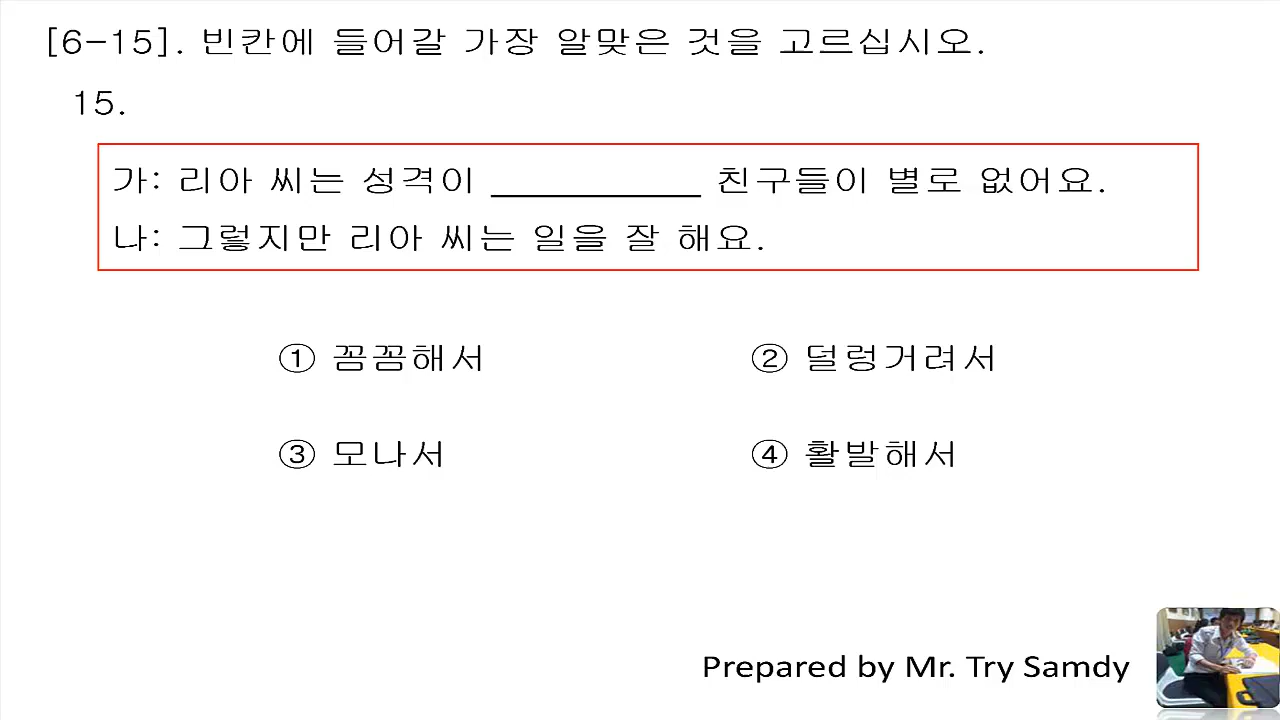 [6-15]. 빈칸에 들어갈 가장 알맞은 것을 고르십시오.
15.
가: 리아 씨는 성격이 __________ 친구들이 별로 없어요.
나: 그렇지만 리아 씨는 일을 잘 해요.
① 꼼꼼해서 ② 덜렁거려서
③ 모나서 ④ 활발해서
Prepared by Mr. Try Samdy